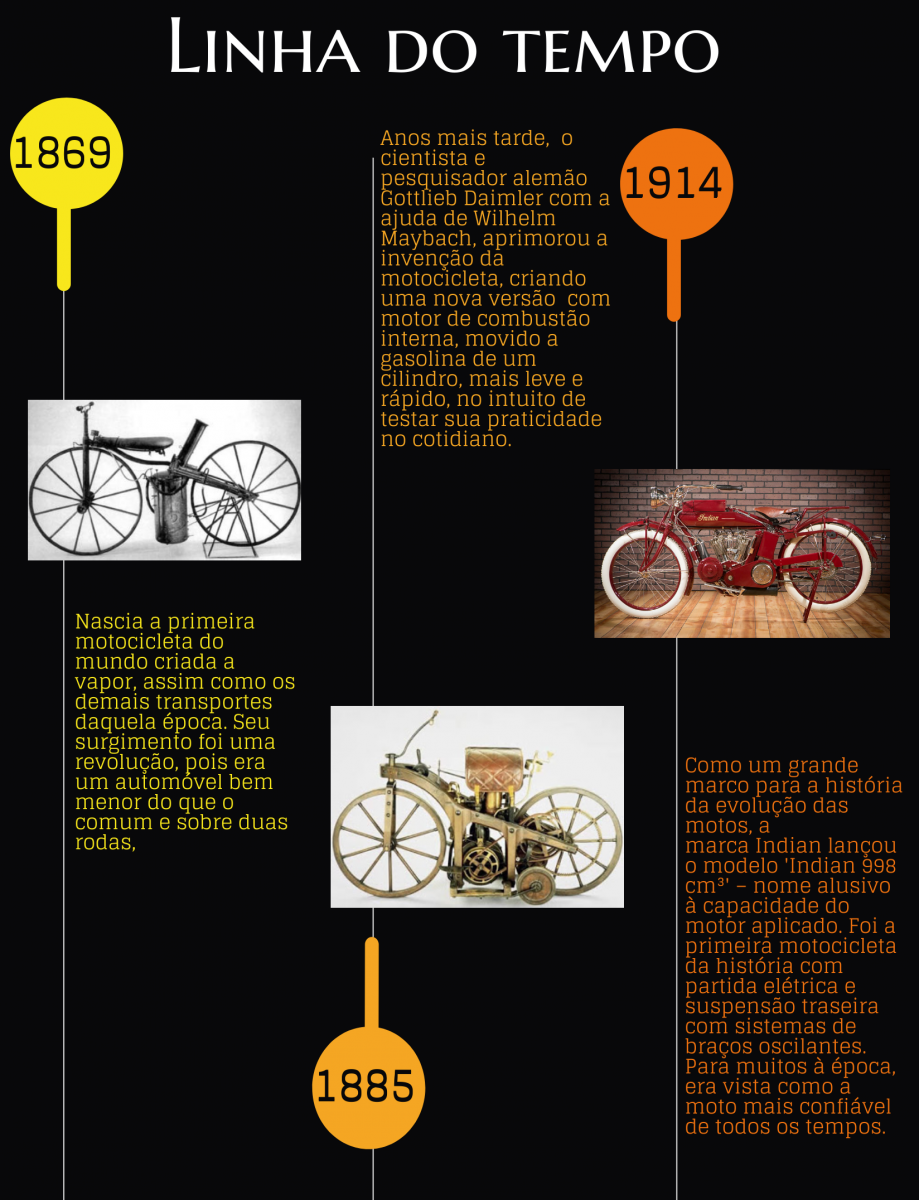 Linha do tempo
1869
Nascia a primeira
motocicleta do
mundo criada a
vapor, assim como os
demais transportes
daquela época. Seu
surgimento foi uma
revolução, pois era
um automóvel bem
menor do que o
comum e sobre duas
rodas,
Anos mais tarde,  o
cientista e
pesquisador alemão
Gottlieb Daimler com a
ajuda de Wilhelm
Maybach, aprimorou a
invenção da
motocicleta, criando
uma nova versão  com
motor de combustão
interna, movido a
gasolina de um
cilindro, mais leve e
rápido, no intuito de
testar sua praticidade
no cotidiano.
1885
1914
Indian
Como um grande
marco para a história
da evolução das
motos, a
marca Indian lançou
o modelo 'Indian 998
cm³' – nome alusivo
à capacidade do
motor aplicado. Foi a
primeira motocicleta
da história com
partida elétrica e
suspensão traseira
com sistemas de
braços oscilantes.
Para muitos à época,
era vista como a
moto mais confiável
de todos os tempos.